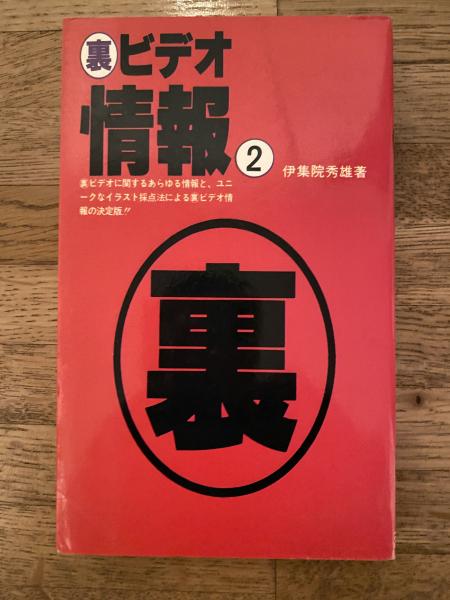 裏ビデオ
情報2
伊集院秀雄著
裏ビデオに関するあらゆる情報と、ユニ
ークなイラスト採点法による裏ビデオ情
報の決定版!!
裏